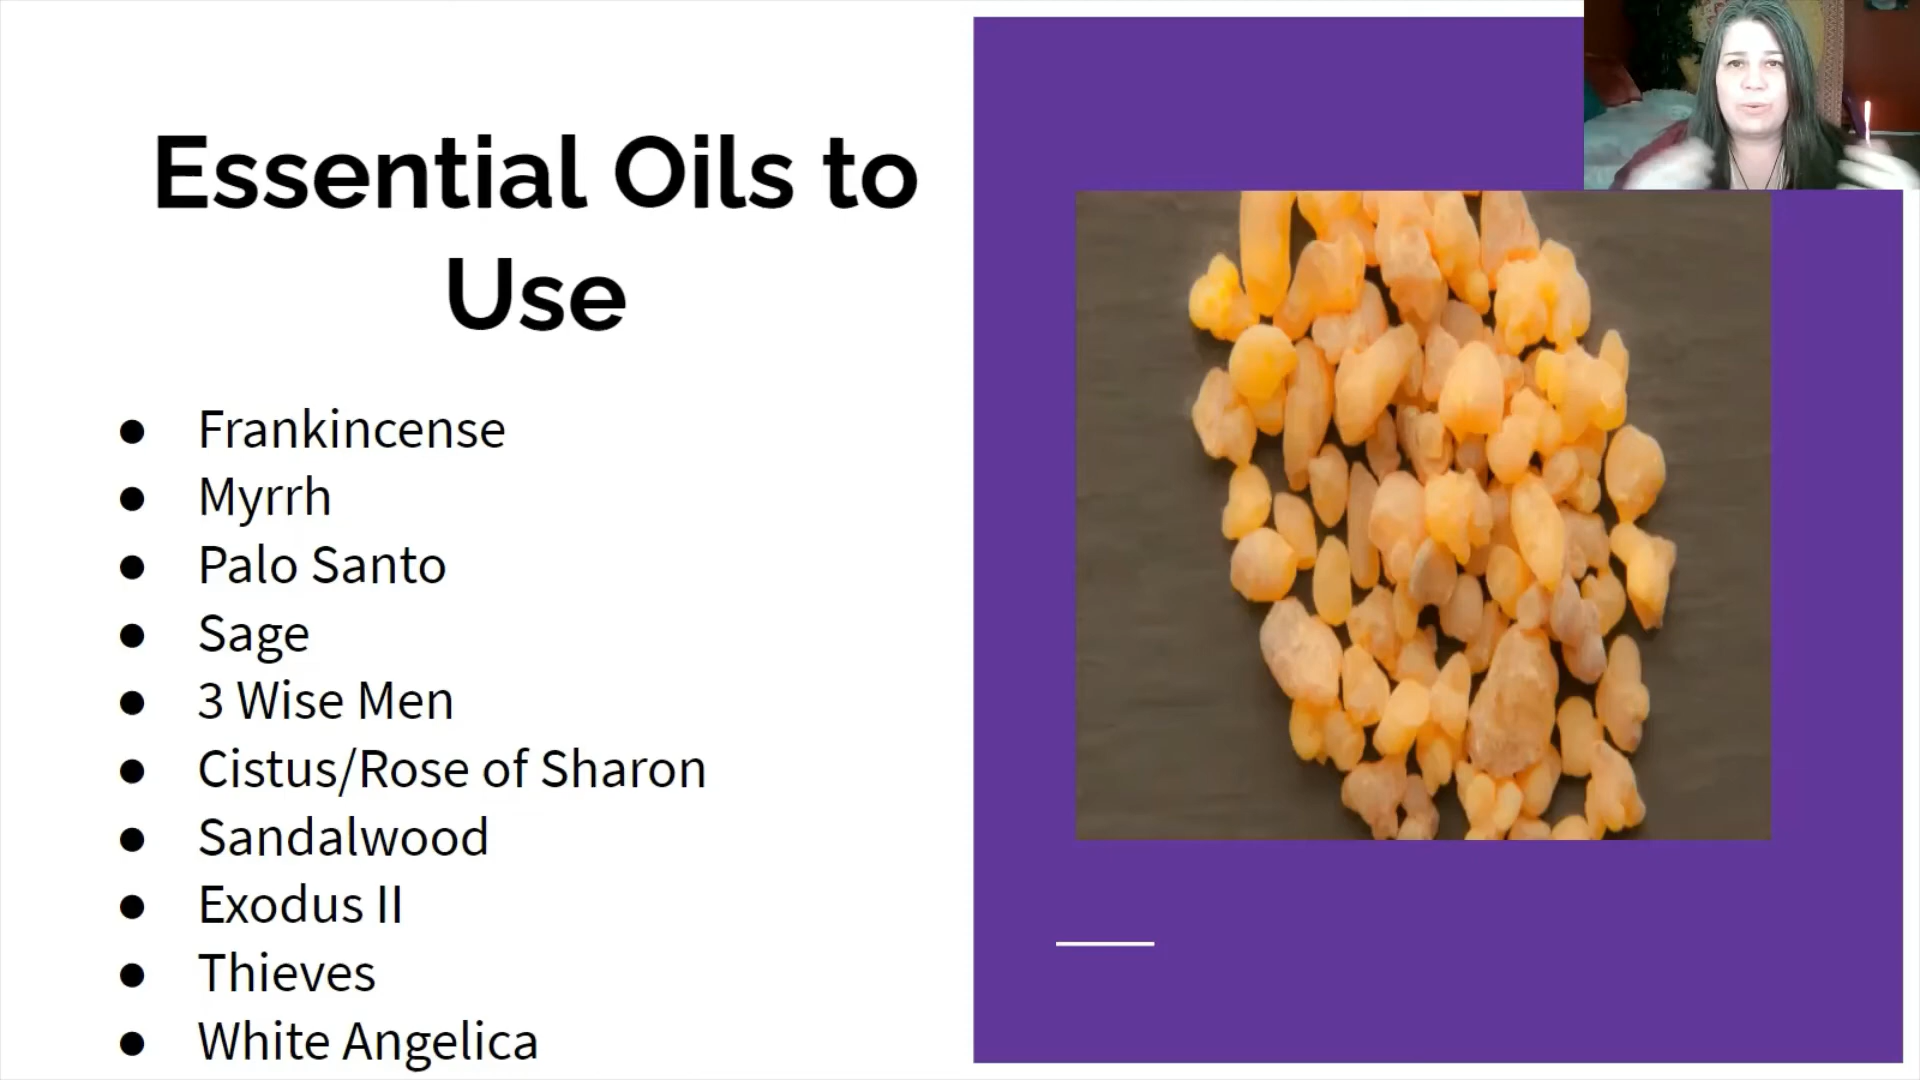 Essential Oils to
Use
● Frankincense
● Myrrh
● Palo Santo
● Sage
● 3 Wise Men
● Cistus/Rose of Sharon
● Sandalwood
● Exodus II
● Thieves
● White Angelica